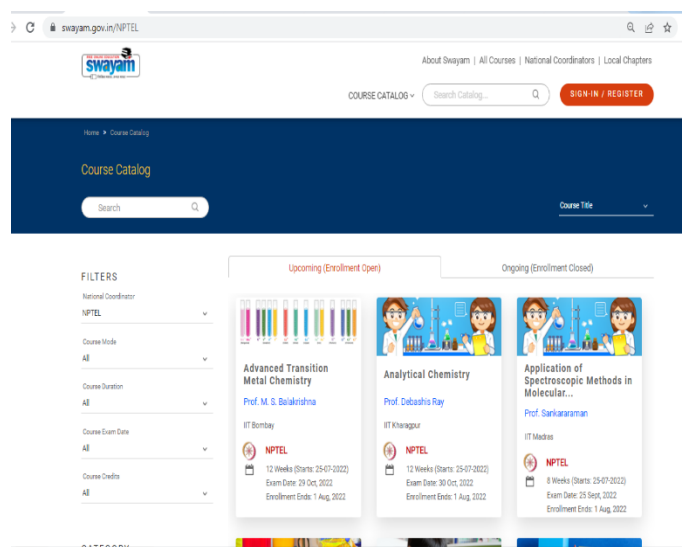 swayam.gov.in/NPTEL
swayam
About Swayam | All Courses | National Coordinators | Local Chapters
COURSE CATALOG
Search Catalog...
SIGN-IN / REGISTER
Home > Course Catalog
Course Catalog
Search
Course Title
FILTERS
National Coordinator
NPTEL
Course Mode
All
Course Duration
All
Course Exam Date
All
Course Credits
All
Upcoming (Enrollment Open)
Ongoing (Enrollment Closed)
Advanced Transition
Metal Chemistry
Prof. M. S. Balakrishna
IIT Bombay
NPTEL
12 Weeks (Starts: 25-07-2022)
Exam Date: 29 Oct, 2022
Enrollment Ends: 1 Aug, 2022
Analytical Chemistry
Prof. Debashis Ray
IIT Kharagpur
NPTEL
12 Weeks (Starts: 25-07-2022)
Exam Date: 30 Oct, 2022
Enrollment Ends: 1 Aug, 2022
Application of
Spectroscopic Methods in
Molecular...
Prof. Sankararaman
IIT Madras
NPTEL
8 Weeks (Starts: 25-07-2022)
Exam Date: 25 Sept, 2022
Enrollment Ends: 1 Aug, 2022